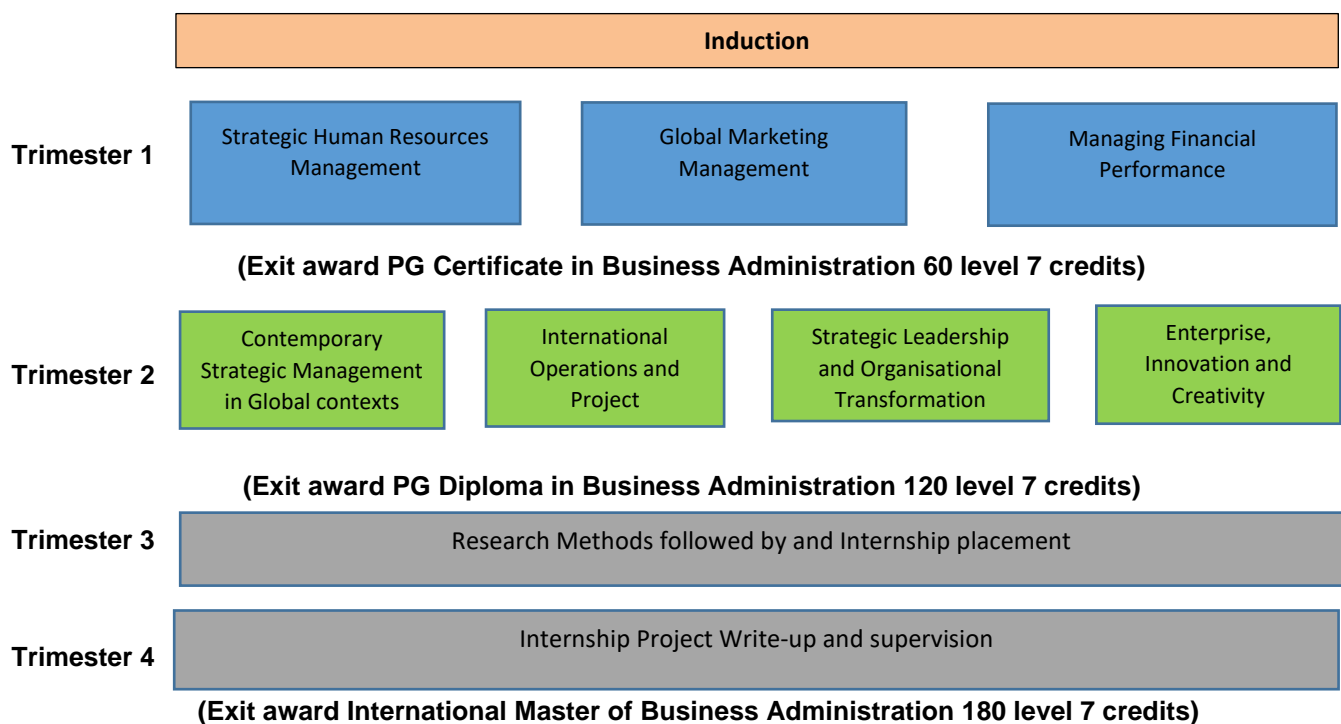 Induction
Trimester 1
Strategic Human Resources
Management
Global Marketing
Management
Managing Financial
Performance
(Exit award PG Certificate in Business Administration 60 level 7 credits)
Trimester 2
Contemporary
Strategic Management
in Global contexts
International
Operations and
Project
Strategic Leadership
and Organisational
Transformation
Enterprise,
Innovation and
Creativity
(Exit award PG Diploma in Business Administration 120 level 7 credits)
Trimester 3
Research Methods followed by and Internship placement
Trimester 4
Internship Project Write-up and supervision
(Exit award International Master of Business Administration 180 level 7 credits)